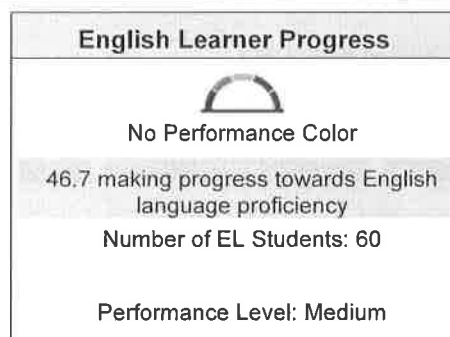 English Learner Progress
No Performance Color
46.7 making progress towards English
language proficiency
Number of EL Students: 60
Performance Level: Medium